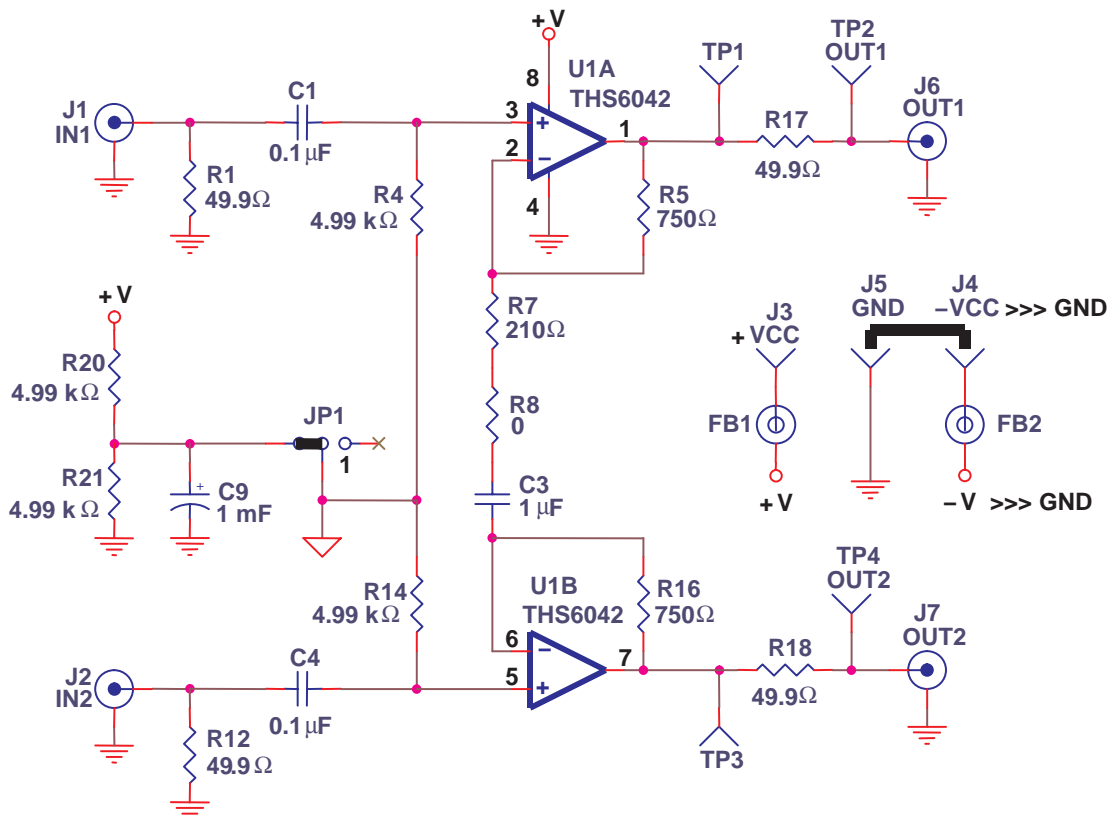 +V
TP1
TP2
OUT1
J1
IN1
C1
0.1 μF
8
U1A
THS6042
3
+
2
−
1
4
R17
49.9Ω
J6
OUT1
R1
49.9Ω
R4
4.99 kΩ
R5
750Ω
+V
R20
4.99 kΩ
R7
210Ω
R8
0
J3
+VCC
J5
GND
J4
−VCC >>> GND
JP1
1
FB1
FB2
R21
4.99 kΩ
+
C9
1 mF
C3
1 μF
+V
−V >>> GND
R14
4.99 kΩ
U1B
THS6042
R16
750Ω
TP4
OUT2
6
−
5
+
7
R18
49.9Ω
J7
OUT2
J2
IN2
C4
0.1 μF
R12
49.9Ω
TP3